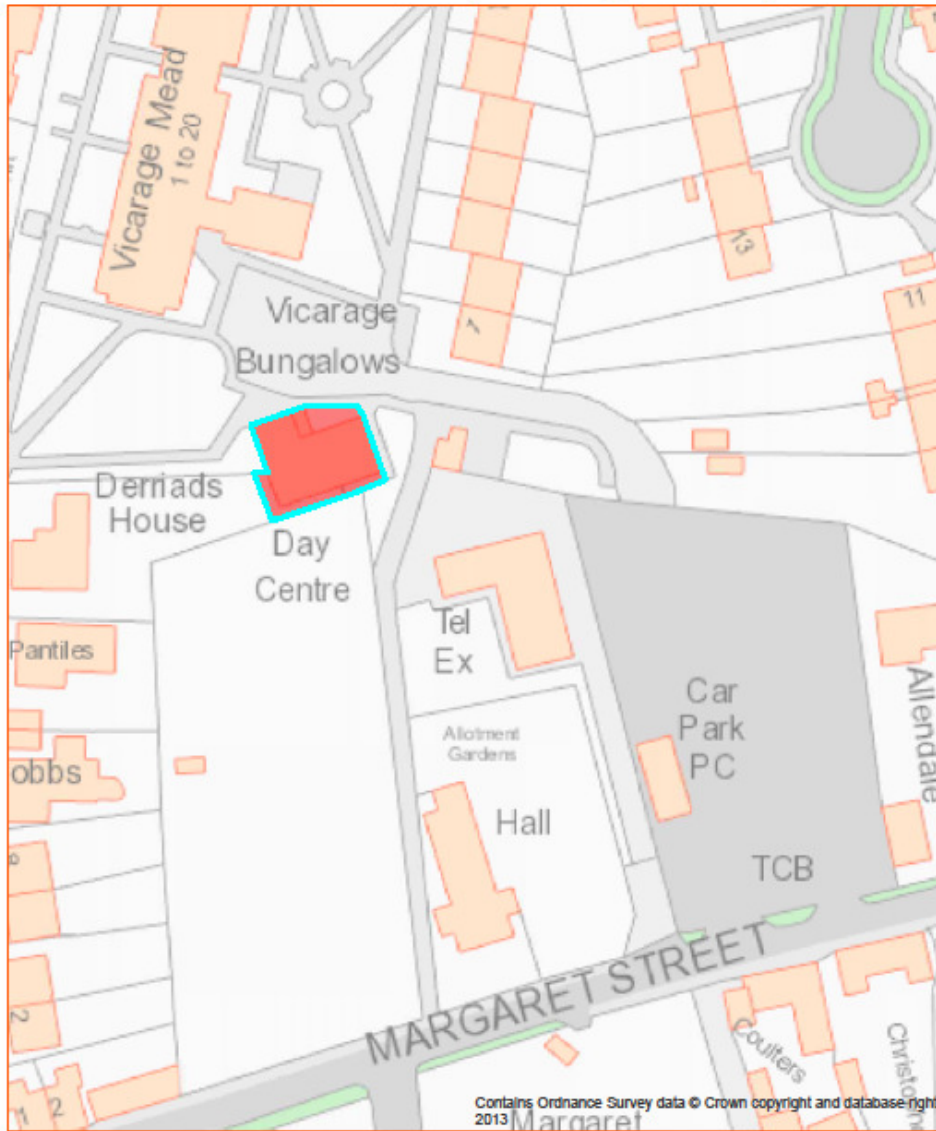 Vicarage Mead
1 to 20
13
11
Vicarage
Bungalows
7
Derriads
House
Day
Centre
Pantiles
obbs
Tel
Ex
Allotment
Gardens
Hall
Car
Park
PC
Allendale
TCB
MARGARET STREET
2
1 2
Coulters
Christo
Margaret
Contains Ordnance Survey data © Crown copyright and database right
2013